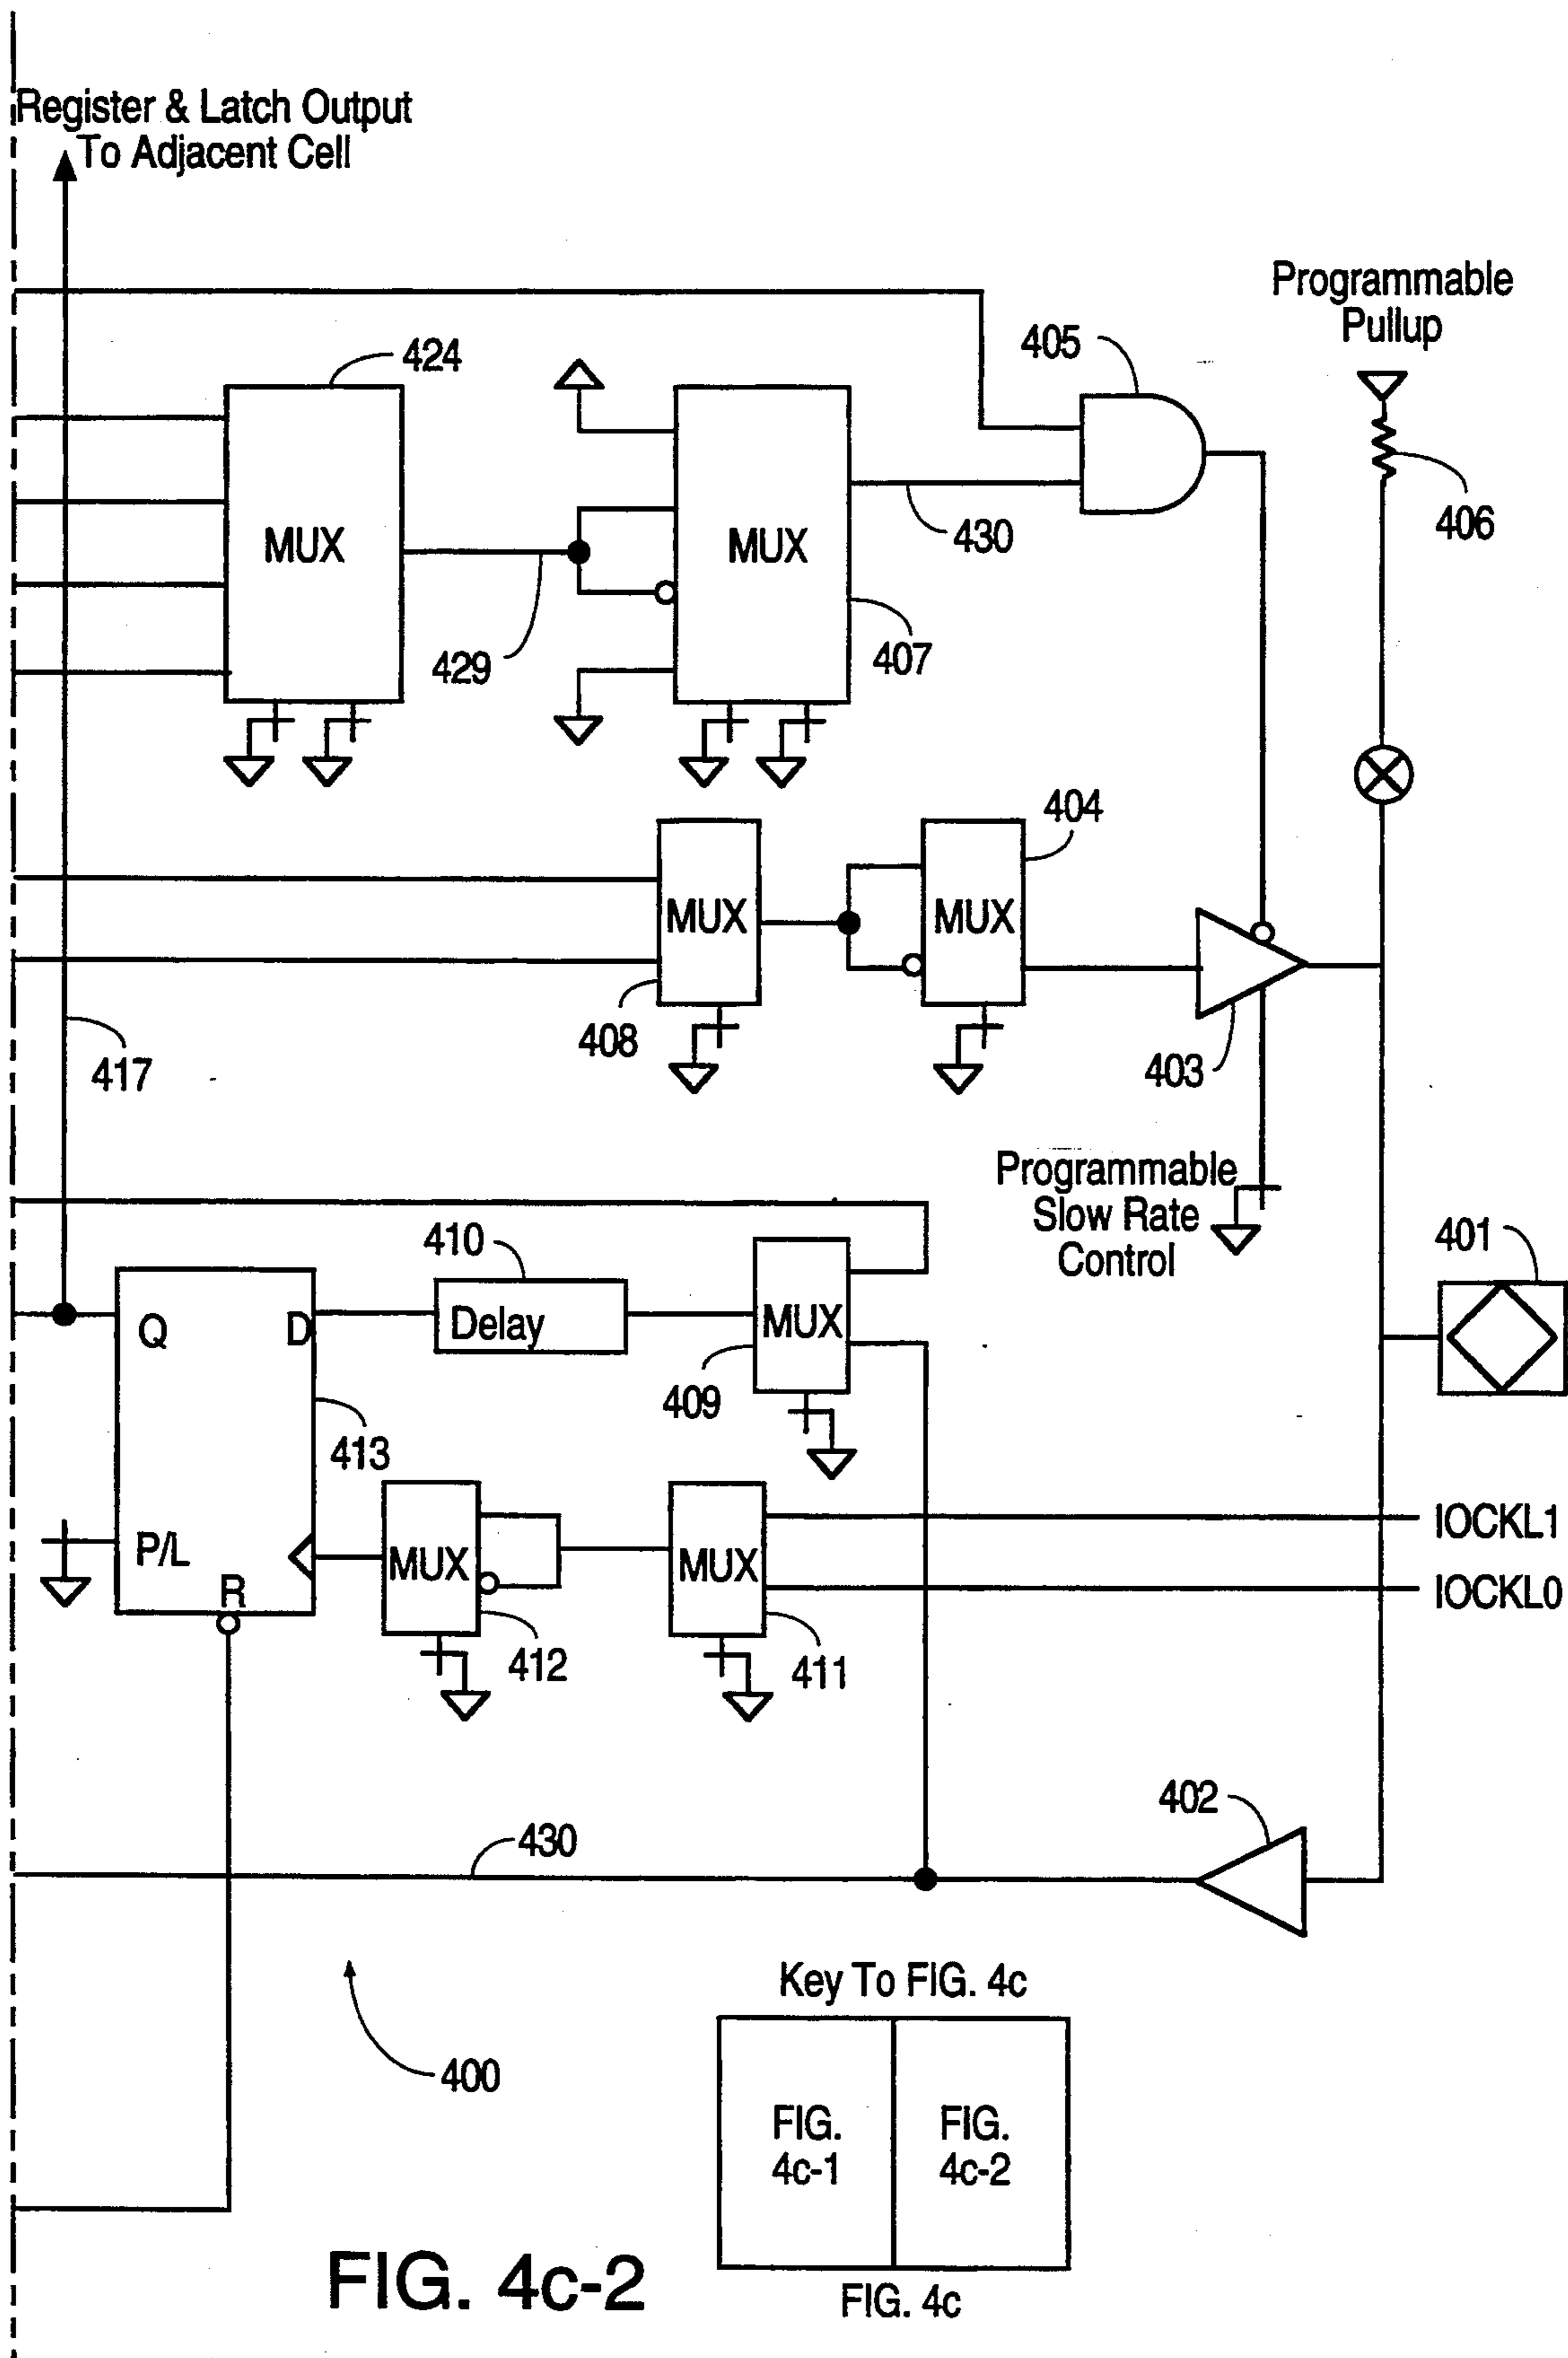 Register & Latch Output
To Adjacent Cell
Programmable
Pullup
405
424
406
MUX
MUX
430
429
407
404
MUX
MUX
408
417
403
Programmable
Slow Rate
Control
410
401
Q
D
Delay
MUX
409
413
IOCKL1
P/L
MUX
MUX
R
IOCKL0
412
411
402
430
Key To FIG. 4c
400
FIG.
4c-1
FIG.
4c-2
FIG. 4c-2
FIG. 4c